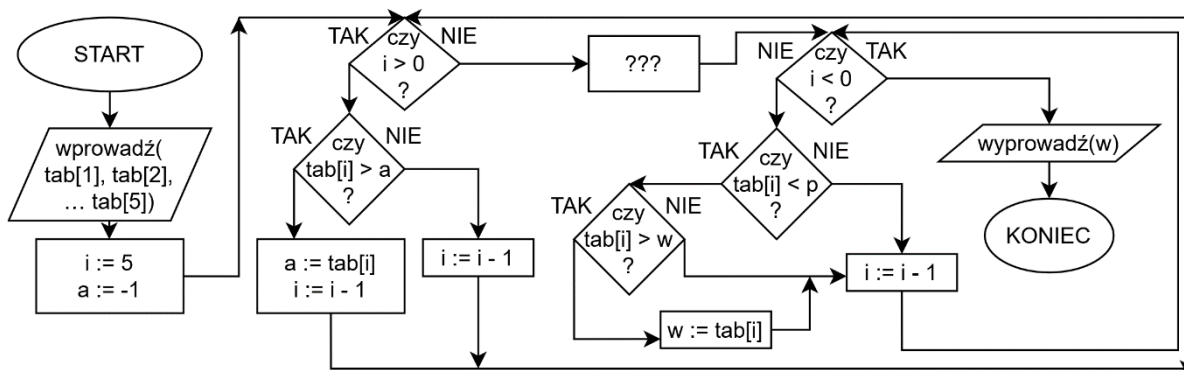 START
wprowadź(
tab[1], tab[2],
... tab[5])
i := 5
a := -1
TAK
NIE
czy
i > 0
?
TAK
NIE
czy
tab[i] > a
?
a := tab[i]
i := i - 1
i := i - 1
???
NIE
TAK
czy
i < 0
?
TAK
NIE
czy
tab[i] < p
?
TAK
NIE
czy
tab[i] > w
?
w := tab[i]
i := i - 1
wyprowadź(w)
KONIEC